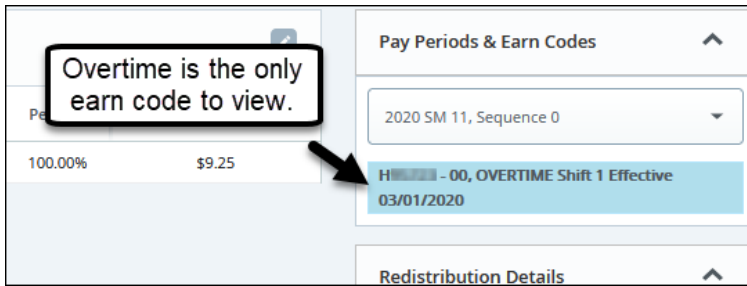 Pay Periods & Earn Codes
Overtime is the only
earn code to view.
Pe
2020 SM 11, Sequence 0
100.00%
$9.25
H - 00, OVERTIME Shift 1 Effective
03/01/2020
Redistribution Details